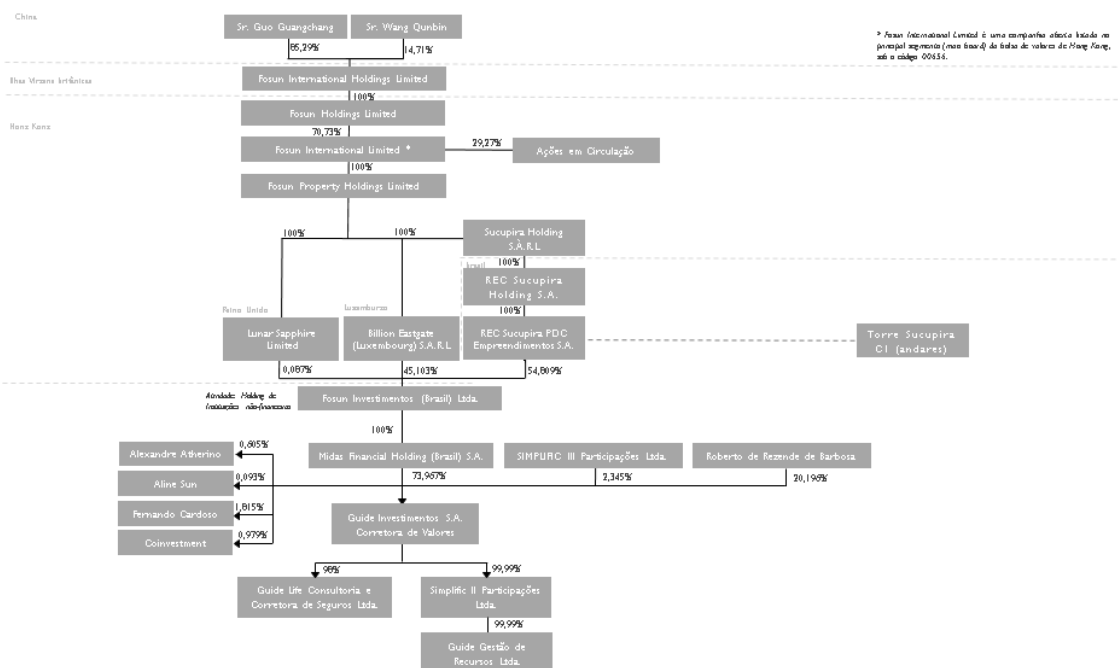 China
Sr. Guo Guangchang
Sr. Wang Qunbin
85,29%
14,71%
* Fosun International Limited é uma companhia aberta listada no
principal segmento (main board) da bolsa de valores de Hong Kong,
sob o código 00656.
Ilhas Virgens britânicas
Fosun International Holdings Limited
100%
Hong Kong
Fosun Holdings Limited
70,73%
Fosun International Limited *
29,27%
Ações em Circulação
100%
Fosun Property Holdings Limited
100%
100%
Sucupira Holding
S.À.R.L
100%
brasil
REC Sucupira
Holding S.A.
100%
Reino Unido
Luxemburgo
Lunar Sapphire
Limited
Billion Eastgate
(Luxembourg) S.A.R.L
REC Sucupira PDC
Empreendimentos S.A.
Torre Sucupira
C1 (andares)
0,087%
45,103%
54,809%
Atividade: Holding de
Instituições não-financeiras
Fosun Investimentos (Brasil) Ltda.
100%
Alexandre Atherino
0,605%
Midas Financial Holding (Brasil) S.A.
SIMPLIFIC III Participações Ltda.
Roberto de Rezende de Barbosa
Aline Sun
0,093%
73,967%
2,345%
20,196%
Fernando Cardoso
1,815%
Guide Investimentos S.A.
Corretora de Valores
Coinvestment
0,979%
98%
99,99%
Guide Life Consultoria e
Corretora de Seguros Ltda.
Simplific II Participações
Ltda.
99,99%
Guide Gestão de
Recursos Ltda.